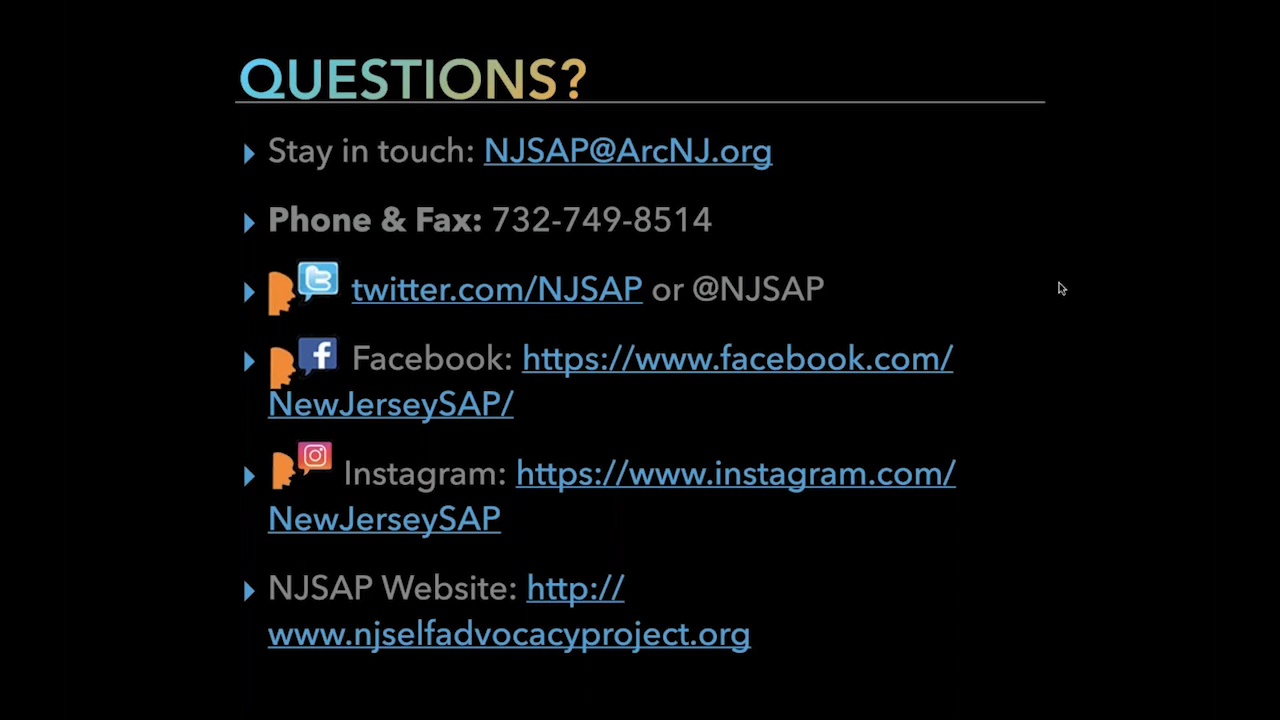 QUESTIONS?
Stay in touch: NJSAP@ArcNJ.org
Phone & Fax: 732-749-8514
twitter.com/NJSAP or @NJSAP
Facebook: https://www.facebook.com/
NewJerseySAP/
Instagram: https://www.instagram.com/
NewJerseySAP
NJSAP Website: http://
www.njselfadvocacyproject.org